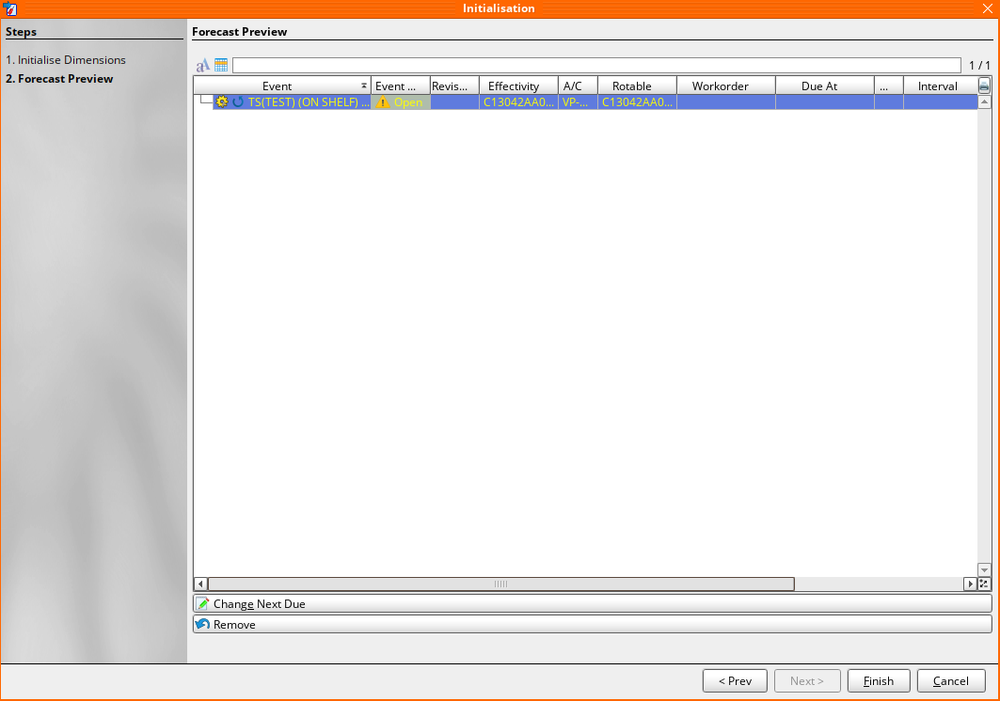 Initialisation
Steps
1. Initialise Dimensions
2. Forecast Preview
Forecast Preview
1 / 1
Event Event ... Revis... Effectivity A/C Rotable Workorder Due At ... Interval
TS(TEST) (ON SHELF) ... Open C13042AA0... VP-... C13042AA0...
Change Next Due
Remove
< Prev Next > Finish Cancel